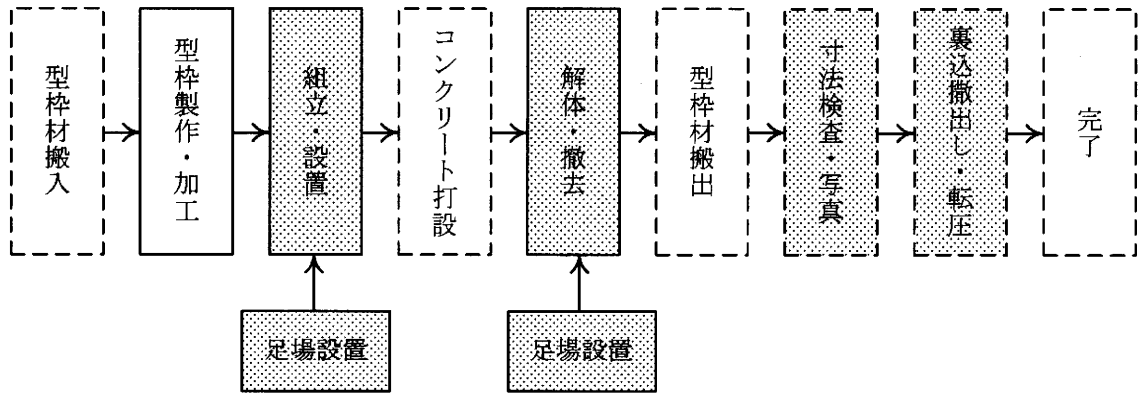 型枠材搬入
型枠製作・加工
組立・設置
コンクリート打設
解体・撤去
型枠材搬出
寸法検査・写真
裏込撒出し・転圧
完了
足場設置
足場設置